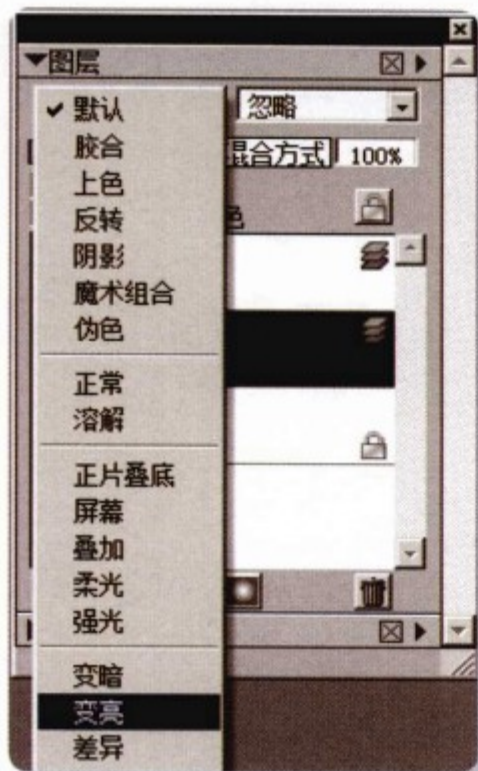 图层
✔ 默认
忽略
胶合
混合方式 100%
上色
反转
色
阴影
魔术组合
伪色
正常
溶解
正片叠底
屏幕
叠加
柔光
强光
变暗
变亮
差异